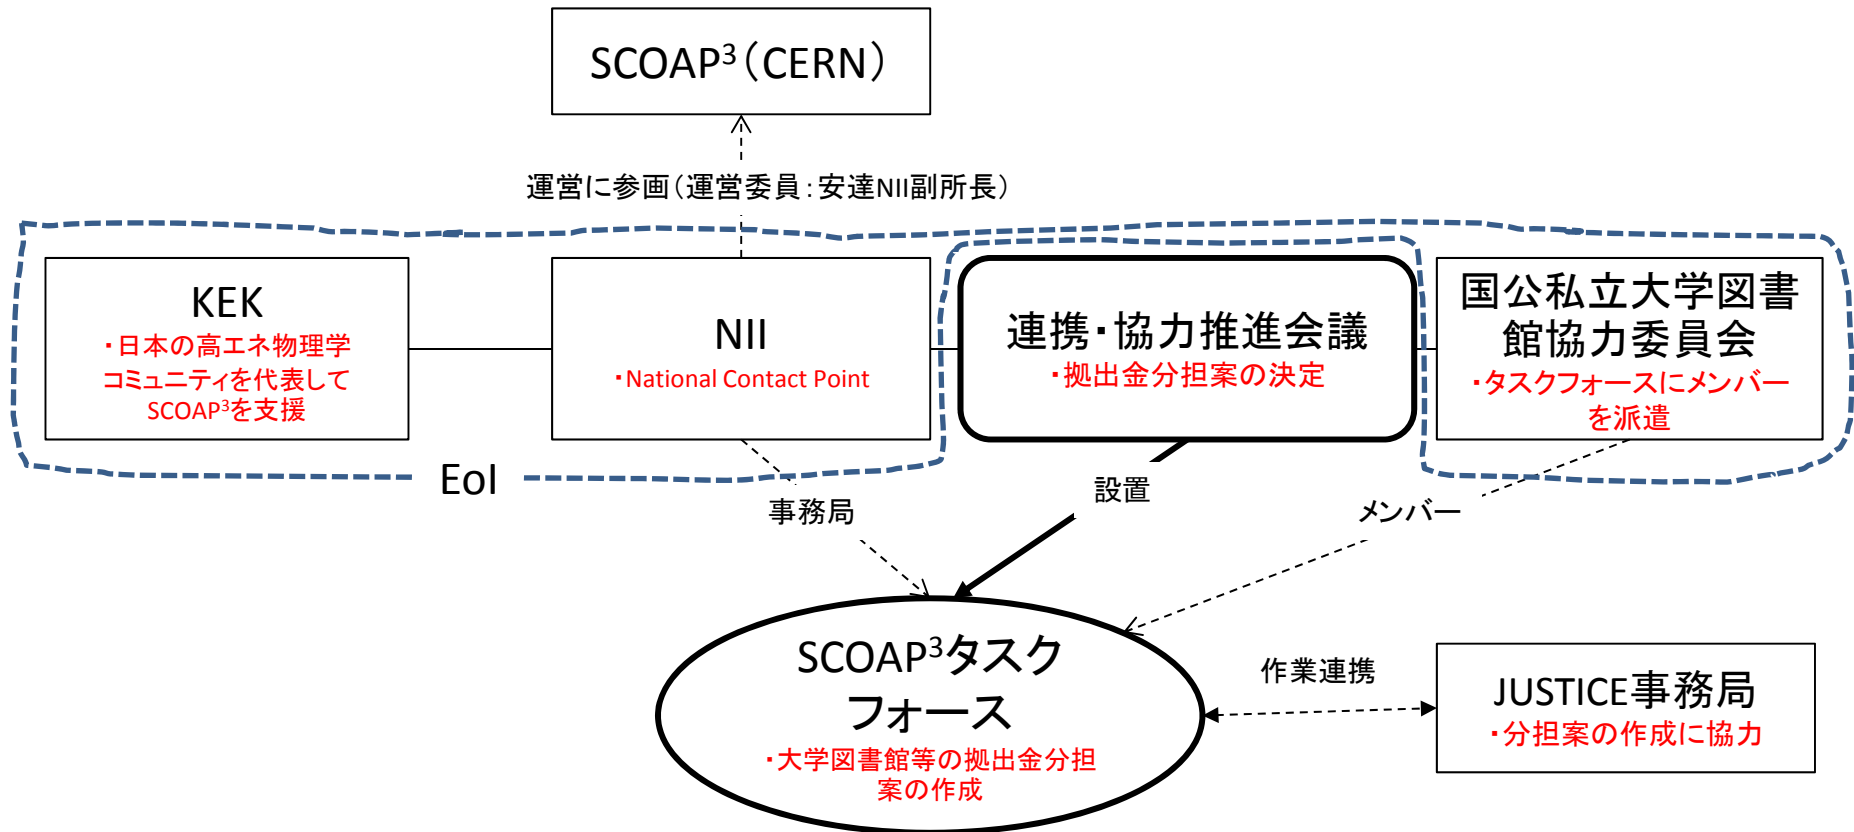 SCOAP³（CERN）
運営に参画（運営委員：安達NII副所長）
KEK
・日本の高エネ物理学
コミュニティを代表して
SCOAP³を支援
NII
・National Contact Point
連携・協力推進会議
・拠出金分担案の決定
国公私立大学図書
館協力委員会
・タスクフォースにメンバー
を派遣
EoI
事務局
設置
メンバー
SCOAP³タスク
フォース
・大学図書館等の拠出金分担
案の作成
作業連携
JUSTICE事務局
・分担案の作成に協力